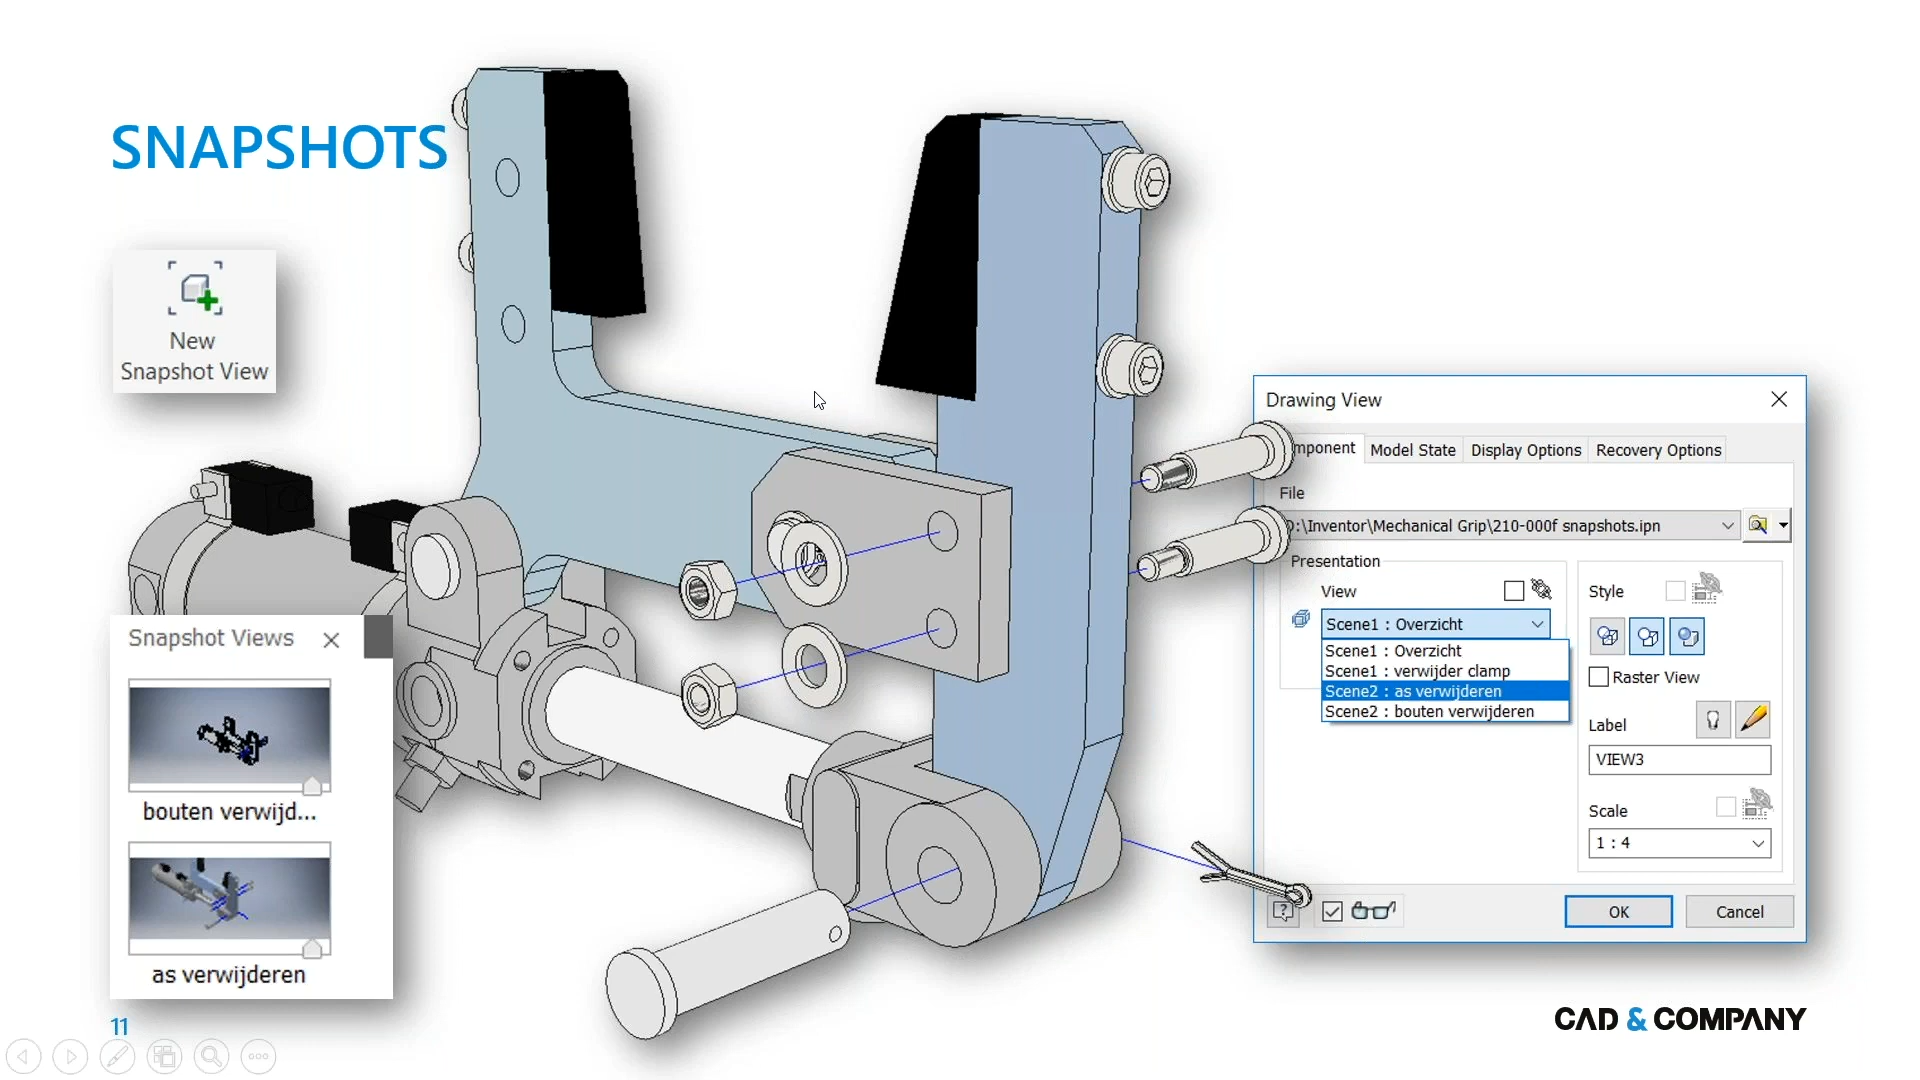 SNAPSHOTS
New
Snapshot View
Snapshot Views
bouten verwijd...
as verwijderen
11
Drawing View
mponent
Model State
Display Options
Recovery Options
File
D:\Inventor\Mechanical Grip\210-000f snapshots.ipn
Presentation
View
Scene1 : Overzicht
Scene1 : Overzicht
Scene1 : verwijder clamp
Scene2 : as verwijderen
Scene2 : bouten verwijderen
Style
Raster View
Label
VIEW3
Scale
1 : 4
OK
Cancel
CAD & COMPANY